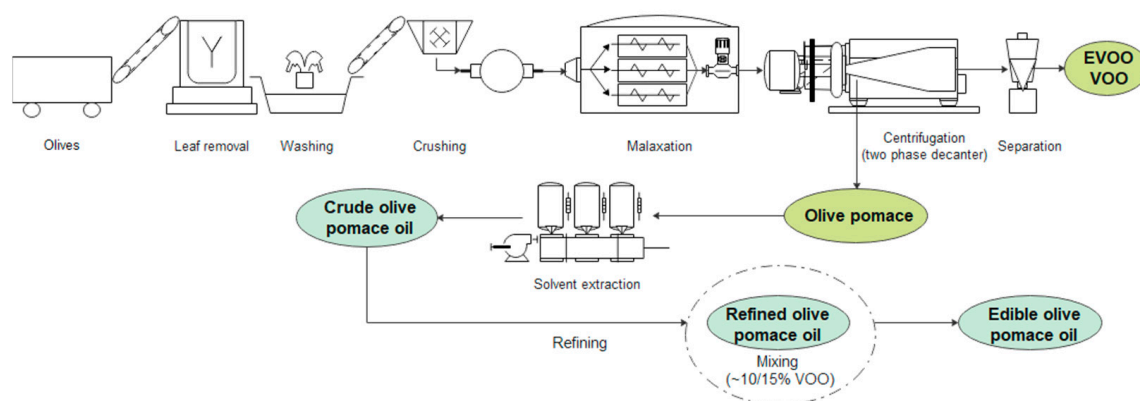 EVOO
VOO
Olives
Leaf removal
Washing
Crushing
Malaxation
Centrifugation
(two phase decanter)
Separation
Crude olive
pomace oil
Solvent extraction
Olive pomace
Refining
Refined olive
pomace oil
Mixing
(~10/15% VOO)
Edible olive
pomace oil